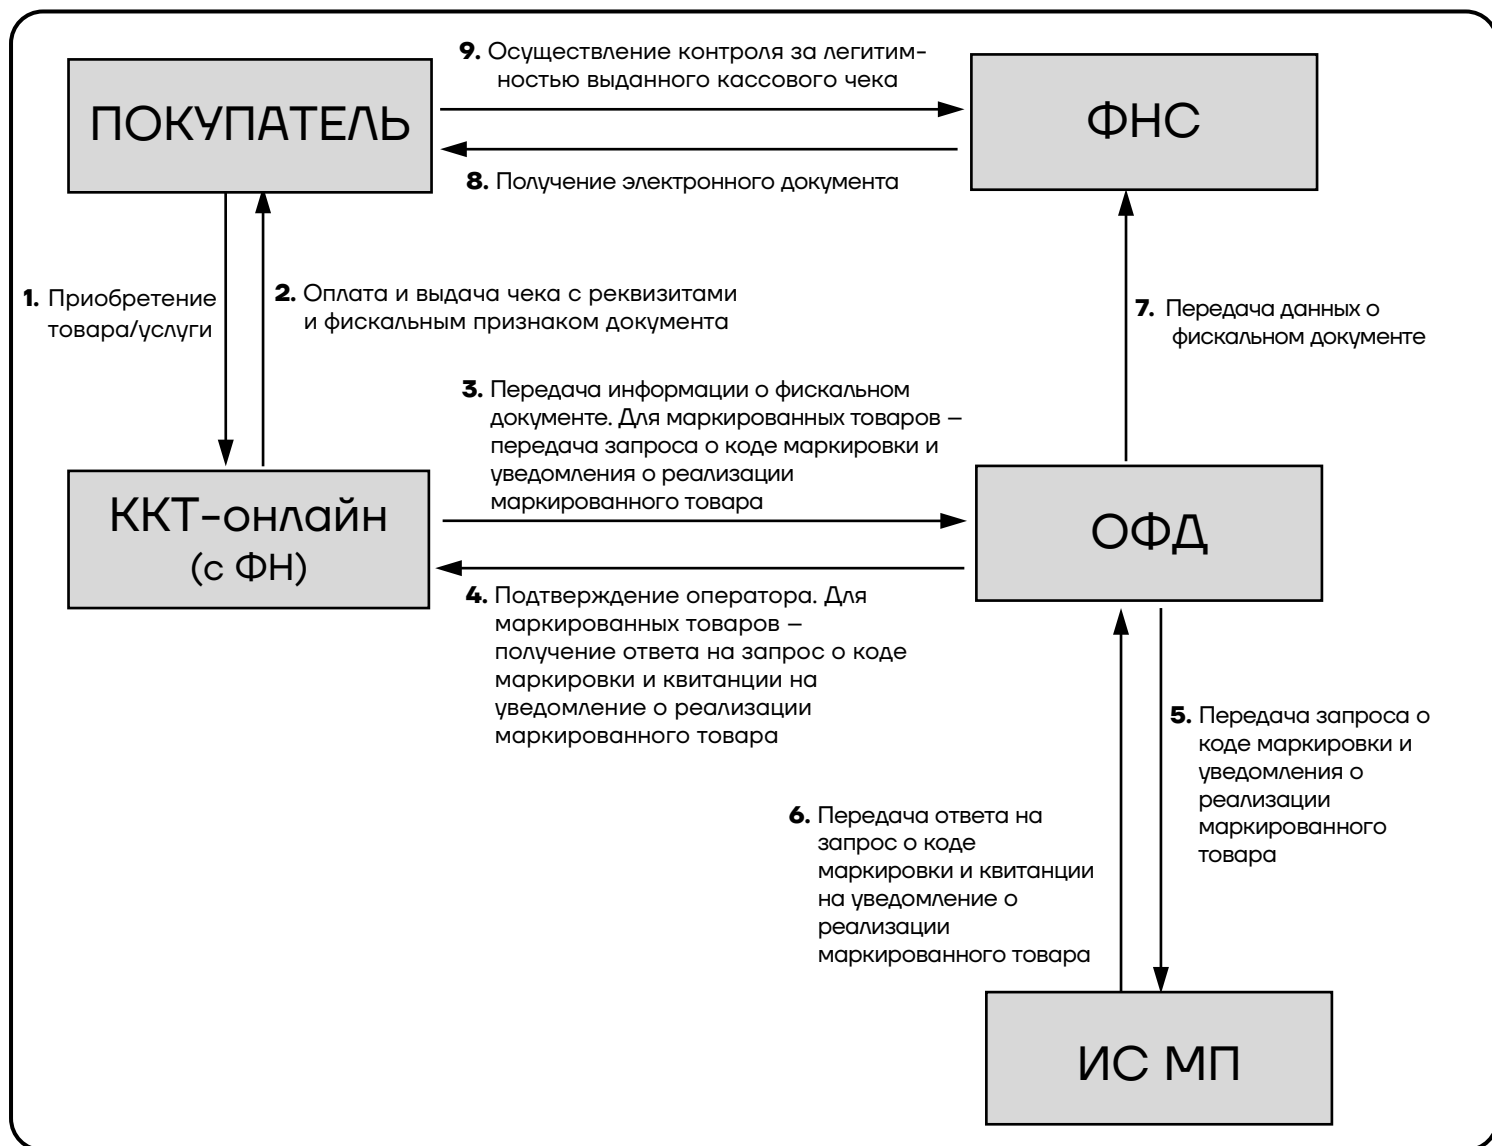 9. Осуществление контроля за легитим-
ностью выданного кассового чека
ПОКУПАТЕЛЬ
ФНС
8. Получение электронного документа
1. Приобретение
товара/услуги
2. Оплата и выдача чека с реквизитами
и фискальным признаком документа
7. Передача данных о
фискальном документе
3. Передача информации о фискальном
документе. Для маркированных товаров –
передача запроса о коде маркировки и
уведомления о реализации
маркированного товара
ККТ-онлайн
(с ФН)
ОФД
4. Подтверждение оператора. Для
маркированных товаров –
получение ответа на запрос о коде
маркировки и квитанции на
уведомление о реализации
маркированного товара
5. Передача запроса о
коде маркировки и
уведомления о
реализации
маркированного
товара
6. Передача ответа на
запрос о коде
маркировки и квитанции
на уведомление о
реализации
маркированного товара
ИС МП